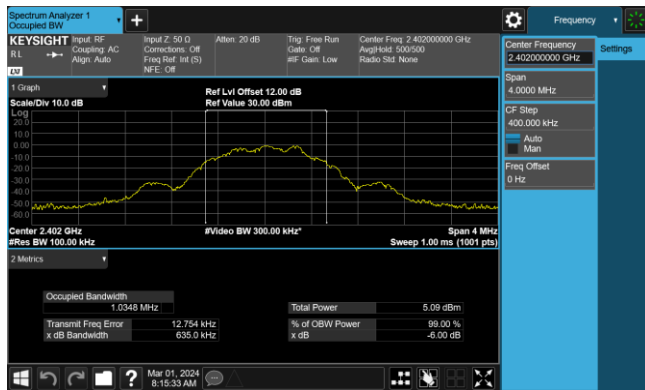 Spectrum Analyzer 1
Occupied BW
Frequency
KEYSIGHT
R L
LXI
Input: RF
Coupling: AC
Align: Auto
Input Z: 50 Ω
Corrections: Off
Freq Ref: Int (S)
NFE: Off
Atten: 20 dB
Trig: Free Run
Gate: Off
#IF Gain: Low
Center Freq: 2.402000000 GHz
Avg|Hold: 500/500
Radio Std: None
Center Frequency
2.402000000 GHz
Settings
Span
4.0000 MHz
CF Step
400.000 kHz
Auto
Man
Freq Offset
0 Hz
1 Graph
Scale/Div 10.0 dB
Ref Lvl Offset 12.00 dB
Ref Value 30.00 dBm
Log
20.0
10.0
0.00
-10.0
-20.0
-30.0
-40.0
-50.0
-60.0
Center 2.402 GHz
#Res BW 100.00 kHz
#Video BW 300.00 kHz*
Span 4 MHz
Sweep 1.00 ms (1001 pts)
2 Metrics
Occupied Bandwidth
1.0348 MHz
Total Power 5.09 dBm
Transmit Freq Error 12.754 kHz % of OBW Power 99.00 %
x dB Bandwidth 635.0 kHz x dB -6.00 dB
?
Mar 01, 2024
8:15:33 AM